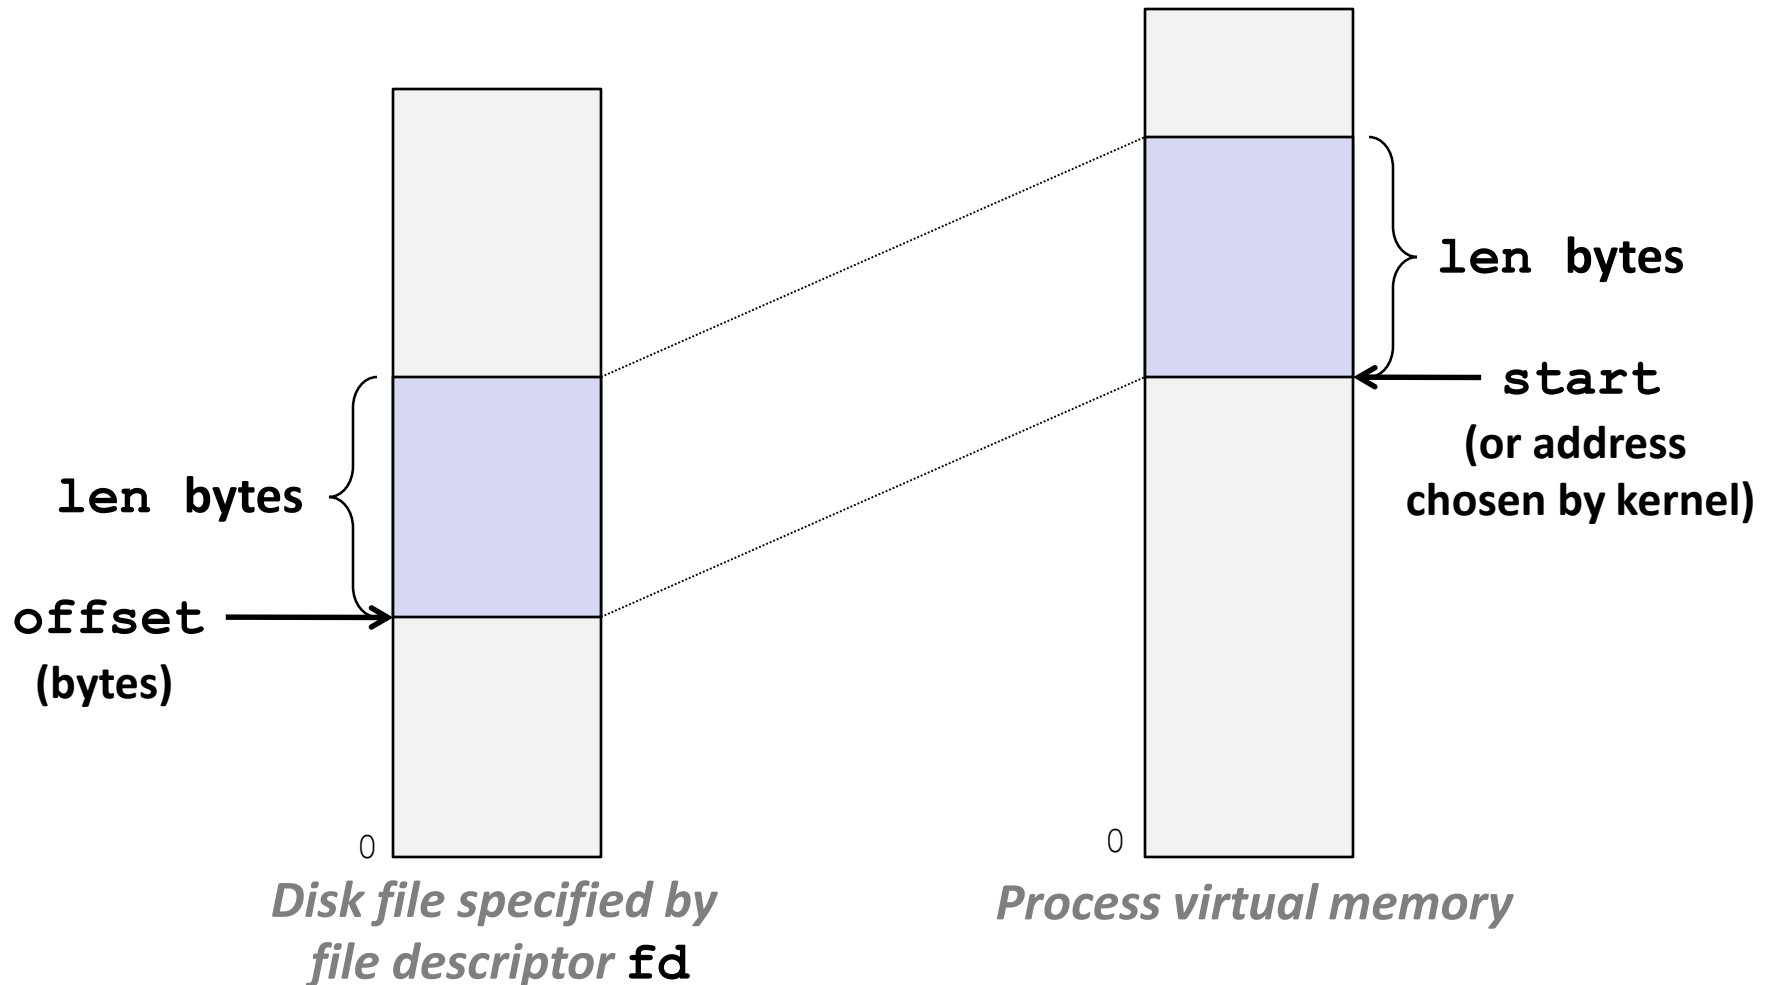 len bytes
start
(or address
chosen by kernel)
len bytes
offset
(bytes)
0
0
Disk file specified by
file descriptor fd
Process virtual memory